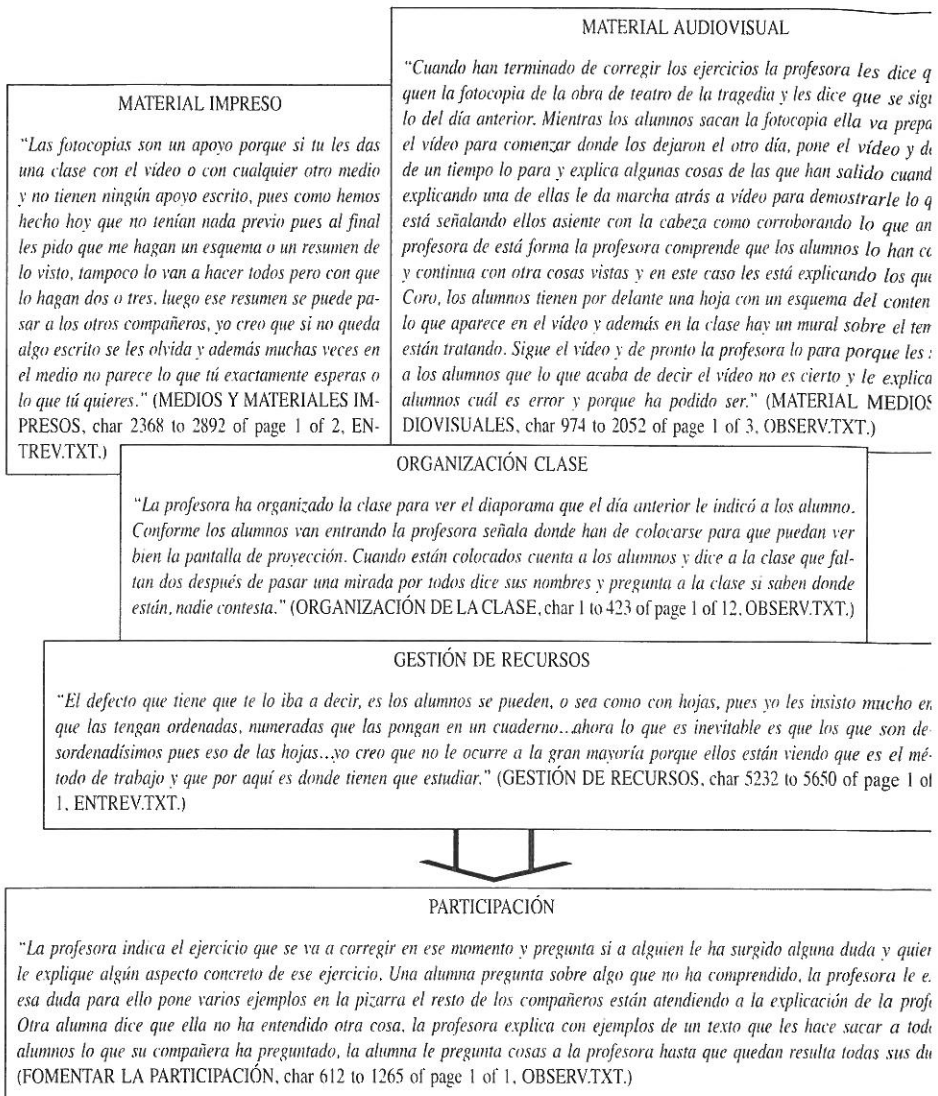 MATERIAL IMPRESO
“Las fotocopias son un apoyo porque si tu les das
una clase con el vídeo o con cualquier otro medio
y no tienen ningún apoyo escrito, pues como hemos
hecho hoy que no tenían nada previo pues al final
les pido que me hagan un esquema o un resumen de
lo visto, tampoco lo van a hacer todos pero con que
lo hagan dos o tres, luego ese resumen se puede pa-
sar a los otros compañeros, yo creo que si no queda
algo escrito se les olvida y además muchas veces en
el medio no parece lo que tú exactamente esperas o
lo que tú quieres.” (MEDIOS Y MATERIALES IM-
PRESOS, char 2368 to 2892 of page 1 of 2, EN-
TREV.TXT.)
MATERIAL AUDIOVISUAL
“Cuando han terminado de corregir los ejercicios la profesora les dice q
quen la fotocopia de la obra de teatro de la tragedia y les dice que se sigu
lo del día anterior. Mientras los alumnos sacan la fotocopia ella va prepa
el vídeo para comenzar donde los dejaron el otro día, pone el vídeo y de
de un tiempo lo para y explica algunas cosas de las que han salido cuand
explicando una de ellas le da marcha atrás a vídeo para demostrarle lo q
está señalando ellos asiente con la cabeza como corroborando lo que an
profesora de está forma la profesora comprende que los alumnos lo han co
y continua con otra cosas vistas y en este caso les está explicando los que
Coro, los alumnos tienen por delante una hoja con un esquema del conten
lo que aparece en el vídeo y además en la clase hay un mural sobre el tem
están tratando. Sigue el vídeo y de pronto la profesora lo para porque les
a los alumnos que lo que acaba de decir el vídeo no es cierto y le explica
alumnos cuál es error y porque ha podido ser.” (MATERIAL MEDIOS
DIOVISUALES, char 974 to 2052 of page 1 of 3, OBSERV.TXT.)
ORGANIZACIÓN CLASE
“La profesora ha organizado la clase para ver el diaporama que el día anterior le indicó a los alumno.
Conforme los alumnos van entrando la profesora señala donde han de colocarse para que puedan ver
bien la pantalla de proyección. Cuando están colocados cuenta a los alumnos y dice a la clase que fal-
tan dos después de pasar una mirada por todos dice sus nombres y pregunta a la clase si saben donde
están, nadie contesta.” (ORGANIZACIÓN DE LA CLASE, char 1 to 423 of page 1 of 12, OBSERV.TXT.)
GESTIÓN DE RECURSOS
“El defecto que tiene que te lo iba a decir, es los alumnos se pueden, o sea como con hojas, pues yo les insisto mucho en
que las tengan ordenadas, numeradas que las pongan en un cuaderno...ahora lo que es inevitable es que los que son de-
sordenadísimos pues eso de las hojas...yo creo que no le ocurre a la gran mayoría porque ellos están viendo que es el mé-
todo de trabajo y que por aquí es donde tienen que estudiar.” (GESTIÓN DE RECURSOS, char 5232 to 5650 of page 1 of
1, ENTREV.TXT.)
PARTICIPACIÓN
“La profesora indica el ejercicio que se va a corregir en ese momento y pregunta si a alguien le ha surgido alguna duda y quier
le explique algún aspecto concreto de ese ejercicio. Una alumna pregunta sobre algo que no ha comprendido, la profesora le e
esa duda para ello pone varios ejemplos en la pizarra el resto de los compañeros están atendiendo a la explicación de la profe
Otra alumna dice que ella no ha entendido otra cosa, la profesora explica con ejemplos de un texto que les hace sacar a todo
alumnos lo que su compañera ha preguntado, la alumna le pregunta cosas a la profesora hasta que quedan resulta todas sus du
(FOMENTAR LA PARTICIPACIÓN, char 612 to 1265 of page 1 of 1, OBSERV.TXT.)